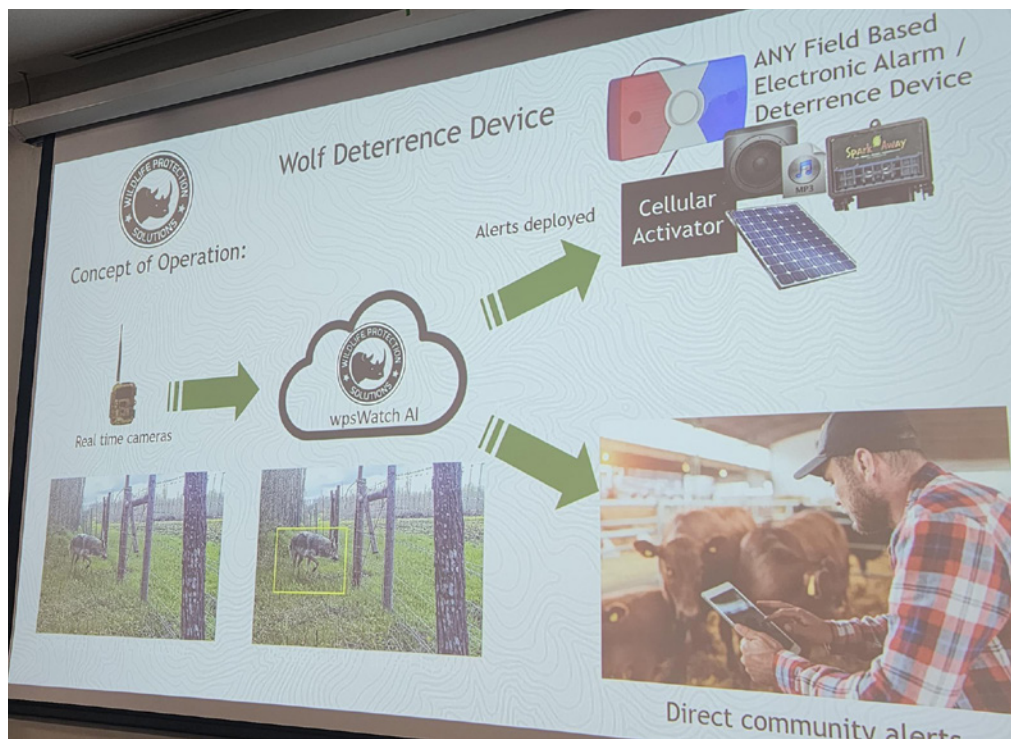 Wolf Deterrence Device
ANY Field Based
Electronic Alarm /
Deterrence Device
WILDLIFE PROTECTION
SOLUTIONS
Concept of Operation:
Alerts deployed
Cellular
Activator
MP3
Spark Away
WILDLIFE PROTECTION
SOLUTIONS
wpsWatch AI
Real time cameras
Direct community alerts